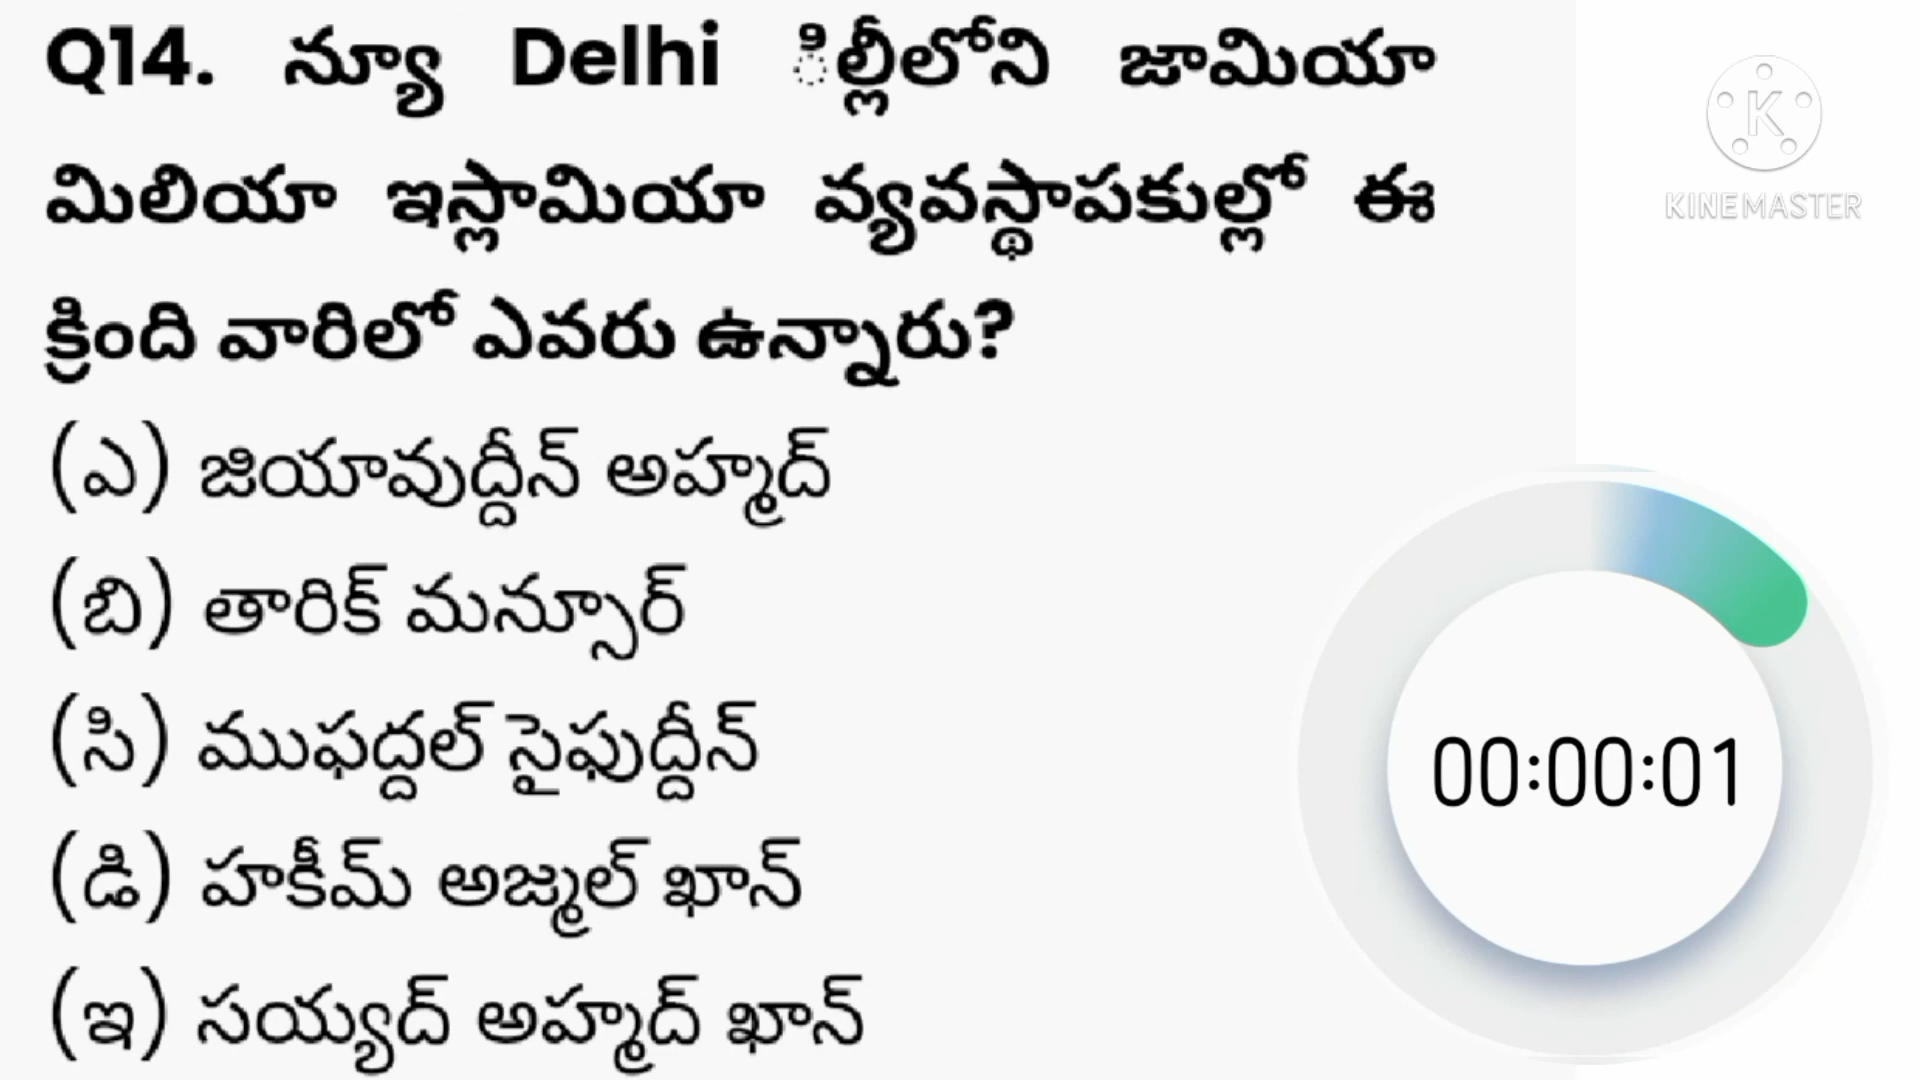 Q14. న్యూ Delhi ిల్లీలోని జామియా
మిలియా ఇస్లామియా వ్యవస్థాపకుల్లో ఈ
క్రింది వారిలో ఎవరు ఉన్నారు?
(ఎ) జియావుద్దీన్ అహ్మద్
(బి) తారిక్ మన్సూర్
(సి) ముఫద్దల్ సైఫుద్దీన్
(డి) హకీమ్ అజ్మల్ ఖాన్
(ఇ) సయ్యద్ అహ్మద్ ఖాన్
K
KINEMASTER
00:00:01